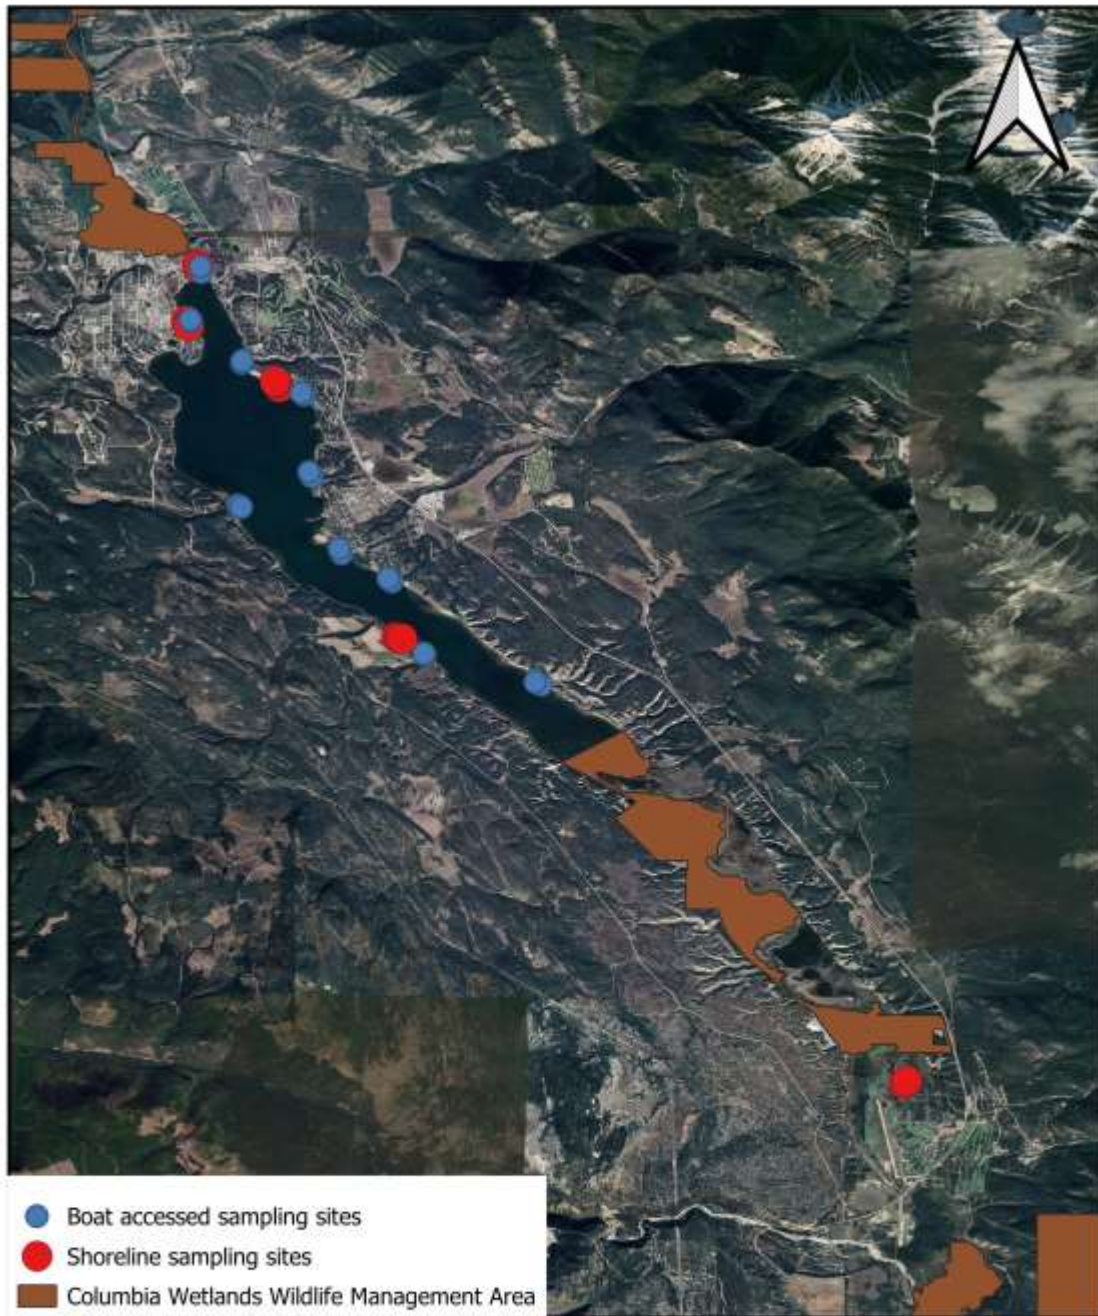 Boat accessed sampling sites
Shoreline sampling sites
Columbia Wetlands Wildlife Management Area